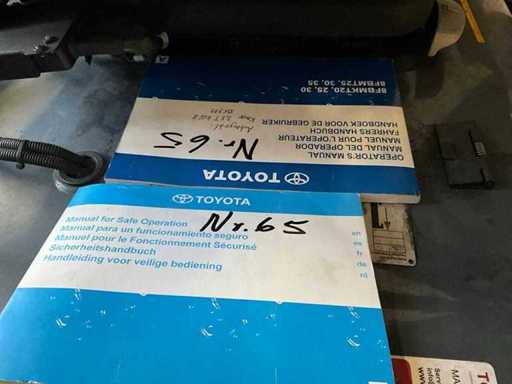 8FBMT25, 30, 35
8FBMKT20, 25, 30
OPERATOR'S MANUAL
MANUAL DEL OPERADOR
MANUEL POUR L'OPERATEUR
FAHRERS HANDBUCH
HANDBOEK VOOR DE GEBRUIKER
Nr. 65
TOYOTA
TOYOTA
Manual for Safe Operation
en
Manual para un funcionamiento seguro
es
Manuel pour le Fonctionnement Sécurisé
fr
Sicherheitshandbuch
de
Handleiding voor veilige bediening
nl
Nr. 65